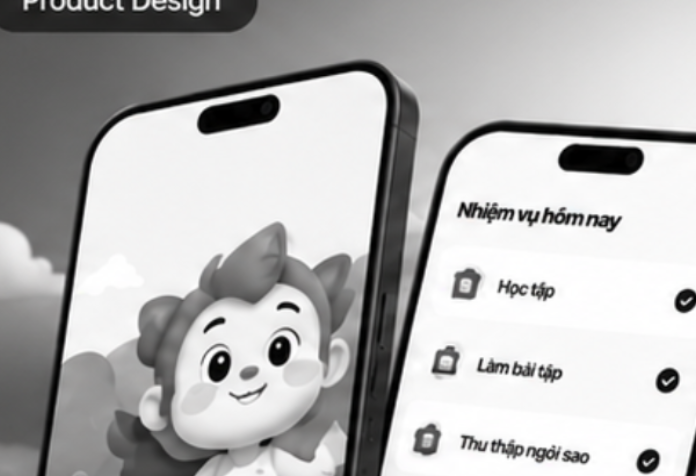 Product Design
Nhiệm vụ hôm nay
Học tập
Làm bài tập
Thu thập ngôi sao